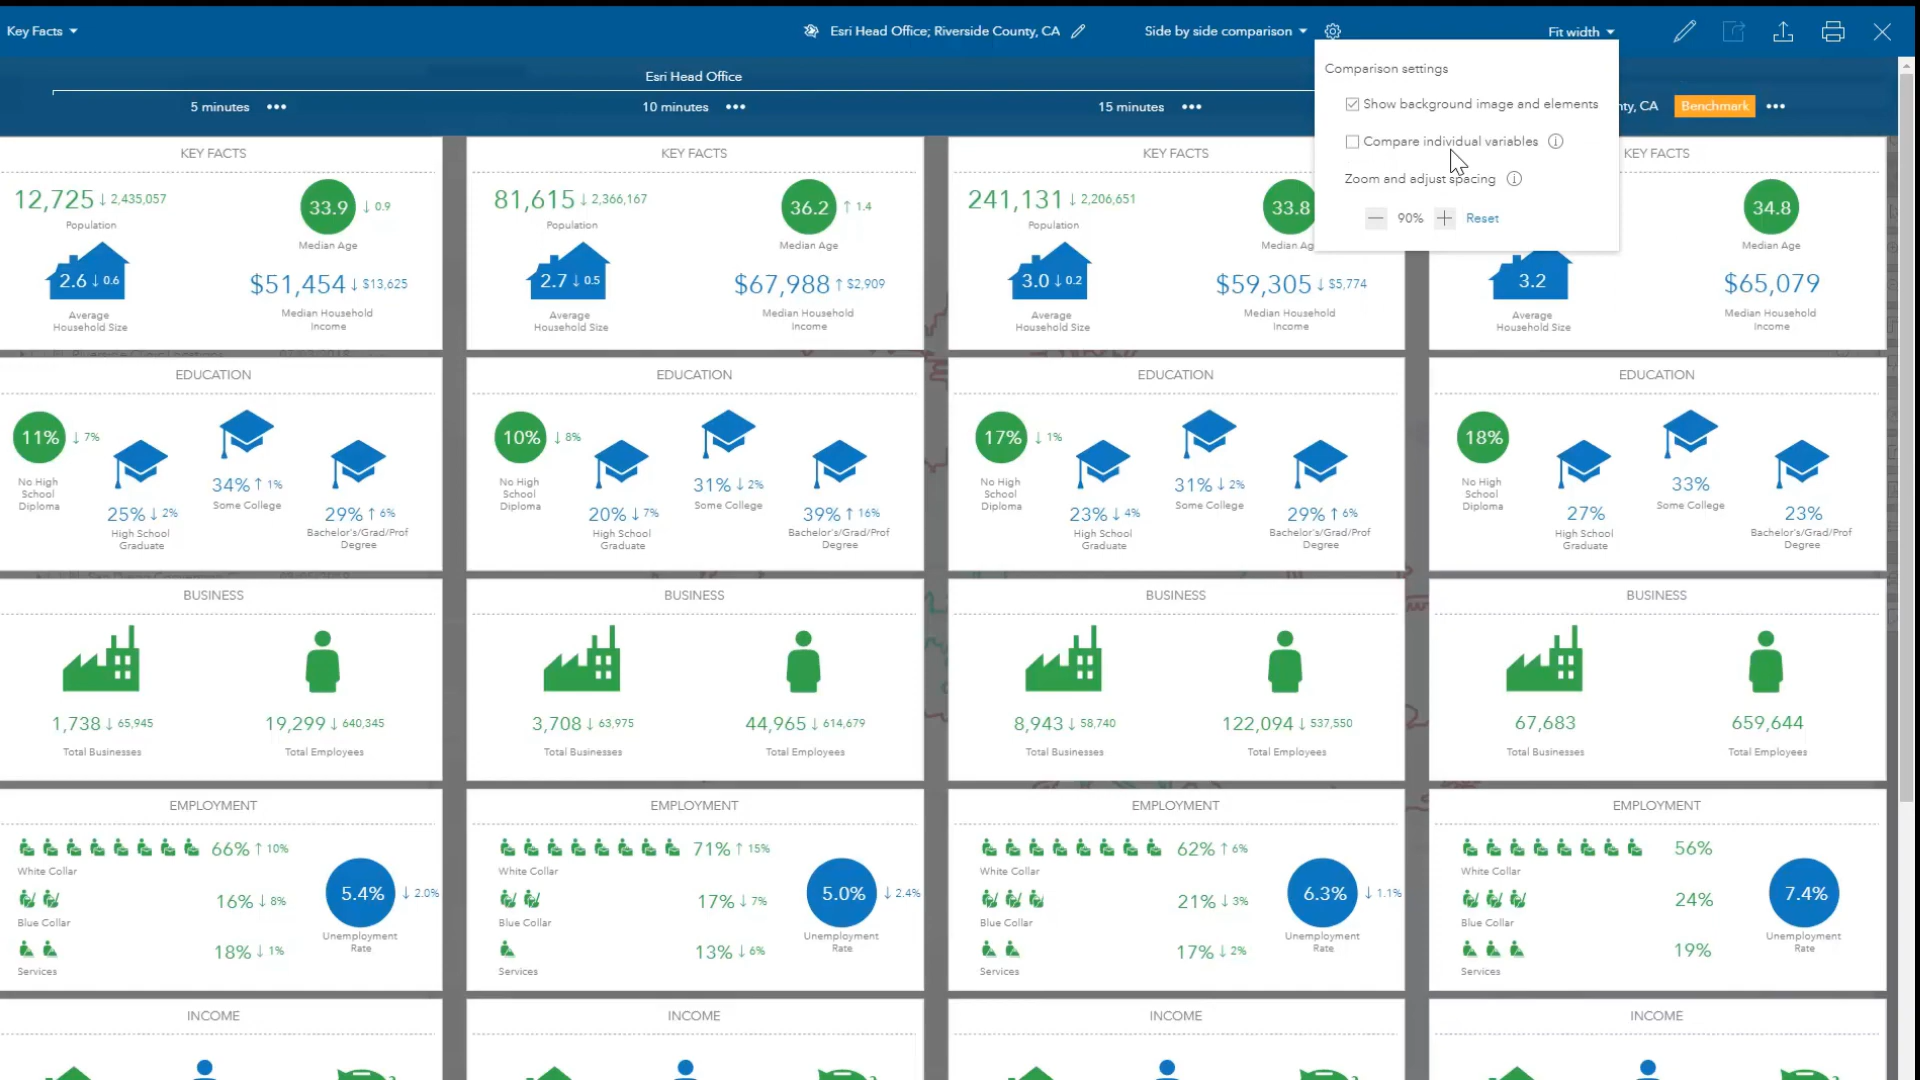 Key Facts
Esri Head Office; Riverside County, CA
Side by side comparison
Fit width
Esri Head Office
5 minutes •••
10 minutes •••
15 minutes •••
nty, CA Benchmark •••
Comparison settings
Show background image and elements
Compare individual variables
Zoom and adjust spacing
90% Reset
KEY FACTS
12,725 ↓ 2,435,057
Population
33.9 ↓ 0.9
Median Age
2.6 ↓ 0.6
Average
Household Size
$51,454 ↓ $13,625
Median Household
Income
KEY FACTS
81,615 ↓ 2,366,167
Population
36.2 ↑ 1.4
Median Age
2.7 ↓ 0.5
Average
Household Size
$67,988 ↑ $2,909
Median Household
Income
KEY FACTS
241,131 ↓ 2,206,651
Population
33.8
Median Ag
3.0 ↓ 0.2
Average
Household Size
$59,305 ↓ $5,774
Median Household
Income
KEY FACTS
34.8
Median Age
3.2
Average
Household Size
$65,079
Median Household
Income
EDUCATION
11% ↓ 7%
No High
School
Diploma
25% ↓ 2%
High School
Graduate
34% ↑ 1%
Some College
29% ↑ 6%
Bachelor's/Grad/Prof
Degree
EDUCATION
10% ↓ 8%
No High
School
Diploma
20% ↓ 7%
High School
Graduate
31% ↓ 2%
Some College
39% ↑ 16%
Bachelor's/Grad/Prof
Degree
EDUCATION
17% ↓ 1%
No High
School
Diploma
23% ↓ 4%
High School
Graduate
31% ↓ 2%
Some College
29% ↑ 6%
Bachelor's/Grad/Prof
Degree
EDUCATION
18%
No High
School
Diploma
27%
High School
Graduate
33%
Some College
23%
Bachelor's/Grad/Prof
Degree
BUSINESS
1,738 ↓ 65,945
Total Businesses
19,299 ↓ 640,345
Total Employees
BUSINESS
3,708 ↓ 63,975
Total Businesses
44,965 ↓ 614,679
Total Employees
BUSINESS
8,943 ↓ 58,740
Total Businesses
122,094 ↓ 537,550
Total Employees
BUSINESS
67,683
Total Businesses
659,644
Total Employees
EMPLOYMENT
66% ↑ 10%
White Collar
16% ↓ 8%
Blue Collar
18% ↓ 1%
Services
5.4% ↓ 2.0%
Unemployment
Rate
EMPLOYMENT
71% ↑ 15%
White Collar
17% ↓ 7%
Blue Collar
13% ↓ 6%
Services
5.0% ↓ 2.4%
Unemployment
Rate
EMPLOYMENT
62% ↑ 6%
White Collar
21% ↓ 3%
Blue Collar
17% ↓ 2%
Services
6.3% ↓ 1.1%
Unemployment
Rate
EMPLOYMENT
56%
White Collar
24%
Blue Collar
19%
Services
7.4%
Unemployment
Rate
INCOME
INCOME
INCOME
INCOME